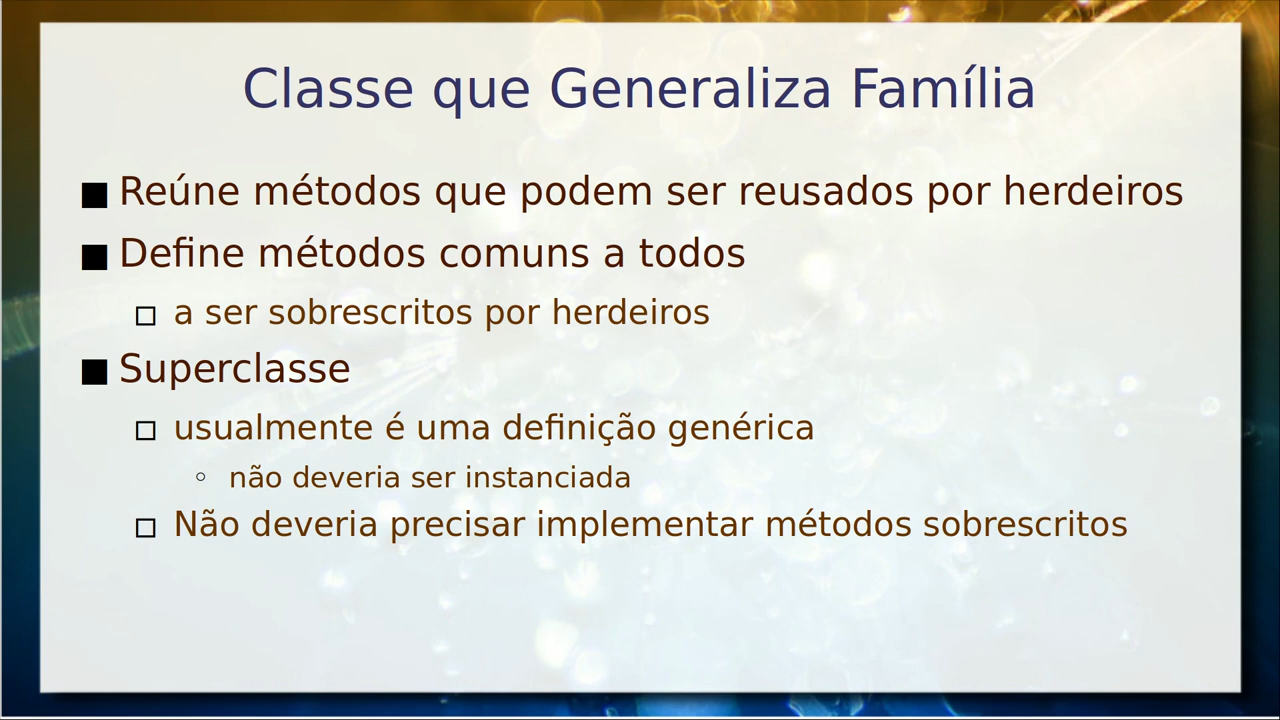 Classe que Generaliza Família
■ Reúne métodos que podem ser reusados por herdeiros
■ Define métodos comuns a todos
□ a ser sobrescritos por herdeiros
■ Superclasse
□ usualmente é uma definição genérica
◦ não deveria ser instanciada
□ Não deveria precisar implementar métodos sobrescritos